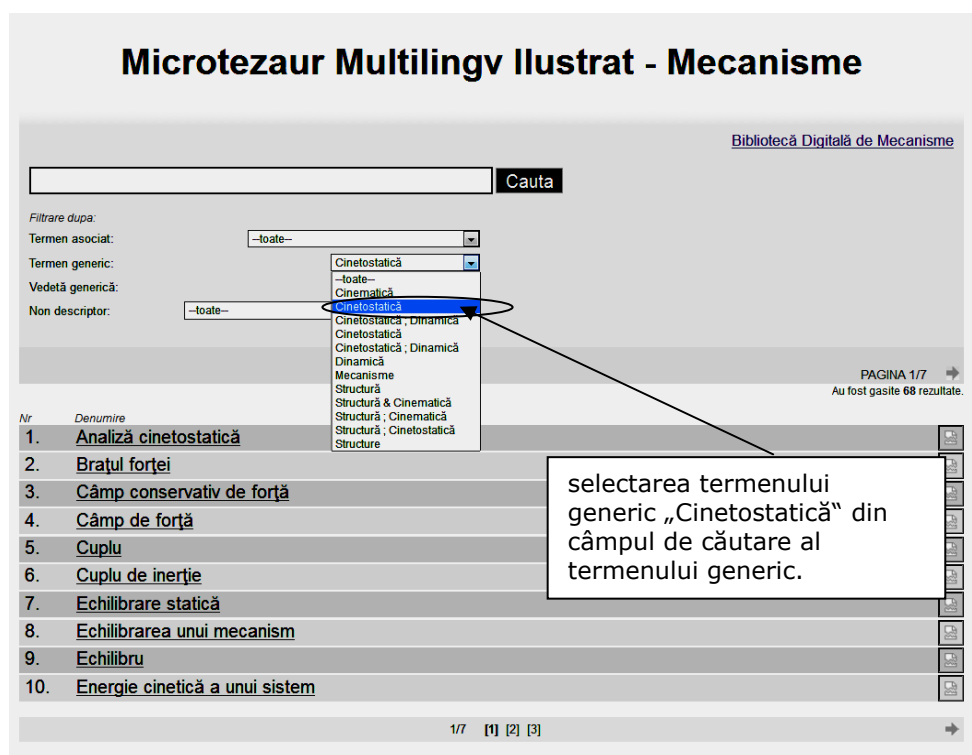 Microtezaur Multilingv Ilustrat - Mecanisme
Bibliotecă Digitală de Mecanisme
Cauta
Filtrare dupa:
Termen asociat:
--toate--
Termen generic:
Cinetostatică
Vedetă generică:
Non descriptor:
--toate--
--toate--
Cinematică
Cinetostatică
Cinetostatică ; Dinamică
Cinetostatică
Cinetostatică ; Dinamică
Dinamică
Mecanisme
Structură
Structură & Cinematică
Structură ; Cinematică
Structură ; Cinetostatică
Structure
PAGINA 1/7
Au fost gasite 68 rezultate.
Nr Denumire
1. Analiză cinetostatică
2. Braţul forţei
3. Câmp conservativ de forţă
4. Câmp de forţă
5. Cuplu
6. Cuplu de inerţie
7. Echilibrare statică
8. Echilibrarea unui mecanism
9. Echilibru
10. Energie cinetică a unui sistem
selectarea termenului
generic „Cinetostatică“ din
câmpul de căutare al
termenului generic.
1/7 [1] [2] [3]